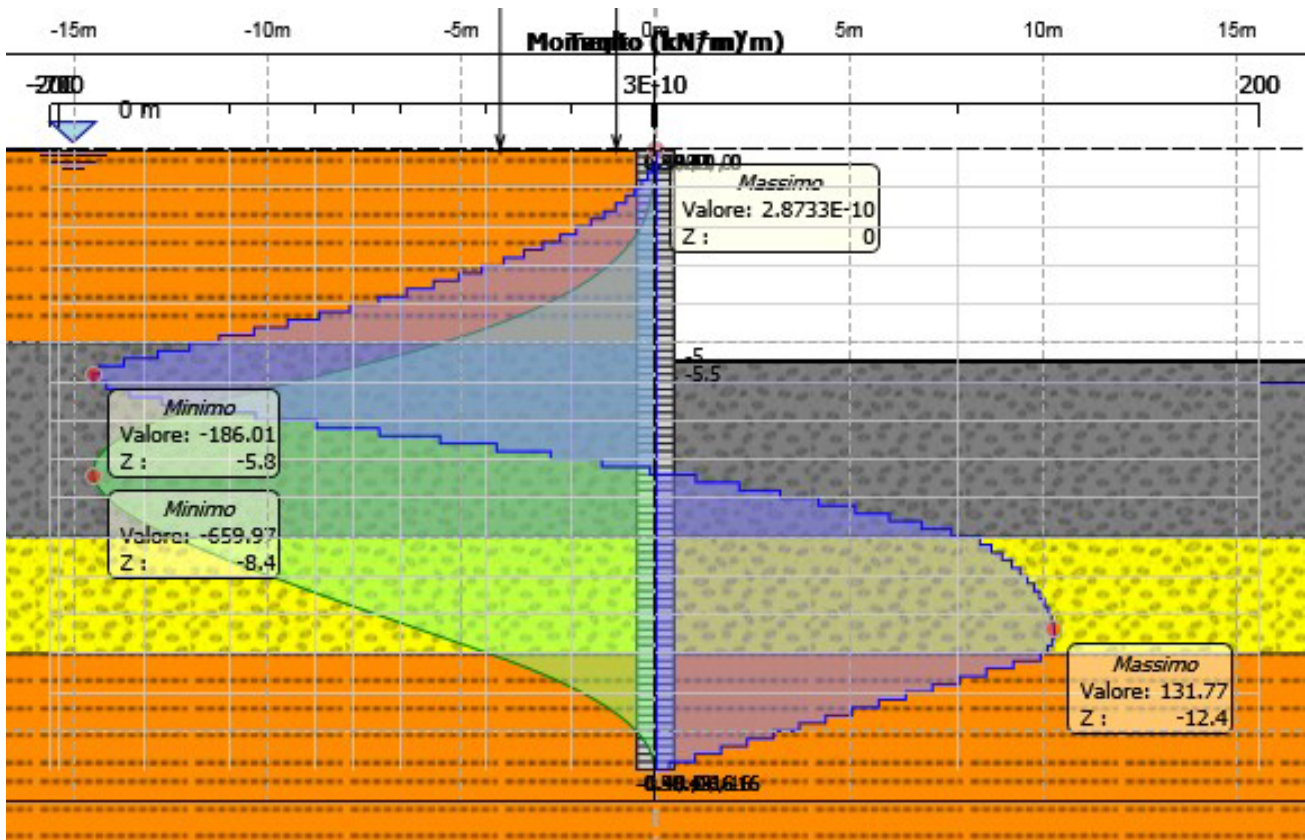 -15m -10m -5m 0m 5m 10m 15m
3E-10 200
0 m
Massimo
Valore: 2.8733E-10
Z : 0
-5
-5.5
Minimo
Valore: -186.01
Z : -5.8
Minimo
Valore: -659.97
Z : -8.4
Massimo
Valore: 131.77
Z : -12.4